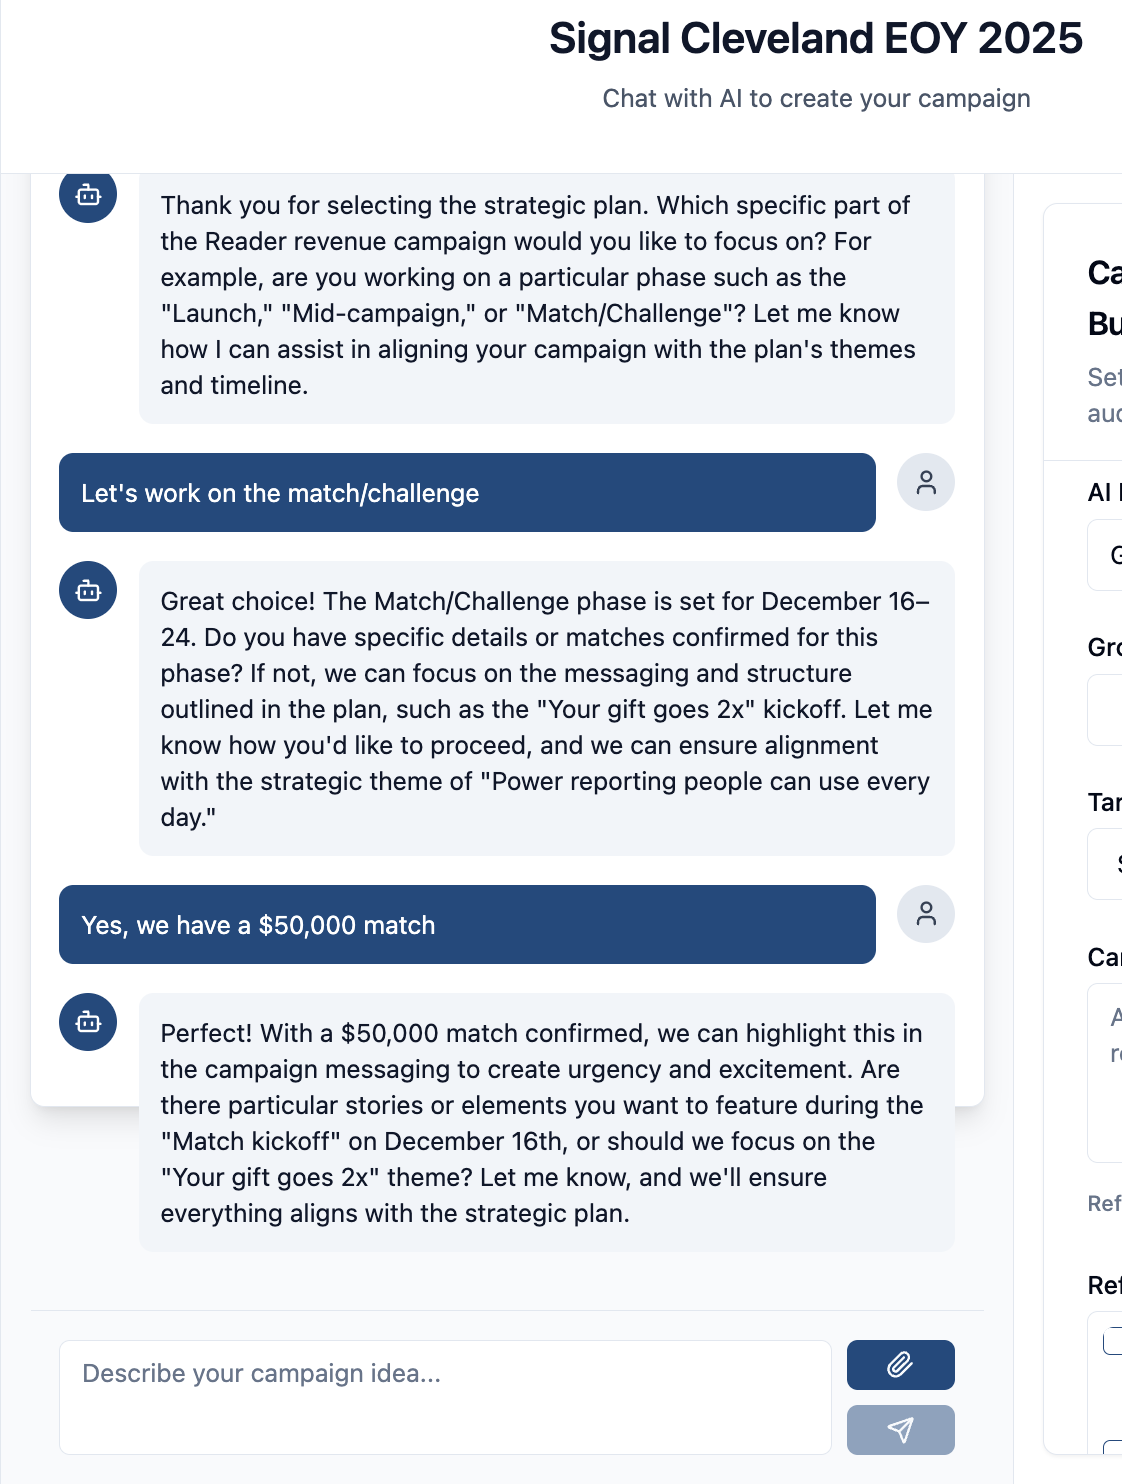 Signal Cleveland EOY 2025
Chat with AI to create your campaign
Thank you for selecting the strategic plan. Which specific part of
the Reader revenue campaign would you like to focus on? For
example, are you working on a particular phase such as the
"Launch," "Mid-campaign," or "Match/Challenge"? Let me know
how I can assist in aligning your campaign with the plan's themes
and timeline.
Let's work on the match/challenge
Great choice! The Match/Challenge phase is set for December 16–
24. Do you have specific details or matches confirmed for this
phase? If not, we can focus on the messaging and structure
outlined in the plan, such as the "Your gift goes 2x" kickoff. Let me
know how you'd like to proceed, and we can ensure alignment
with the strategic theme of "Power reporting people can use every
day."
Yes, we have a $50,000 match
Perfect! With a $50,000 match confirmed, we can highlight this in
the campaign messaging to create urgency and excitement. Are
there particular stories or elements you want to feature during the
"Match kickoff" on December 16th, or should we focus on the
"Your gift goes 2x" theme? Let me know, and we'll ensure
everything aligns with the strategic plan.
Describe your campaign idea...
AI